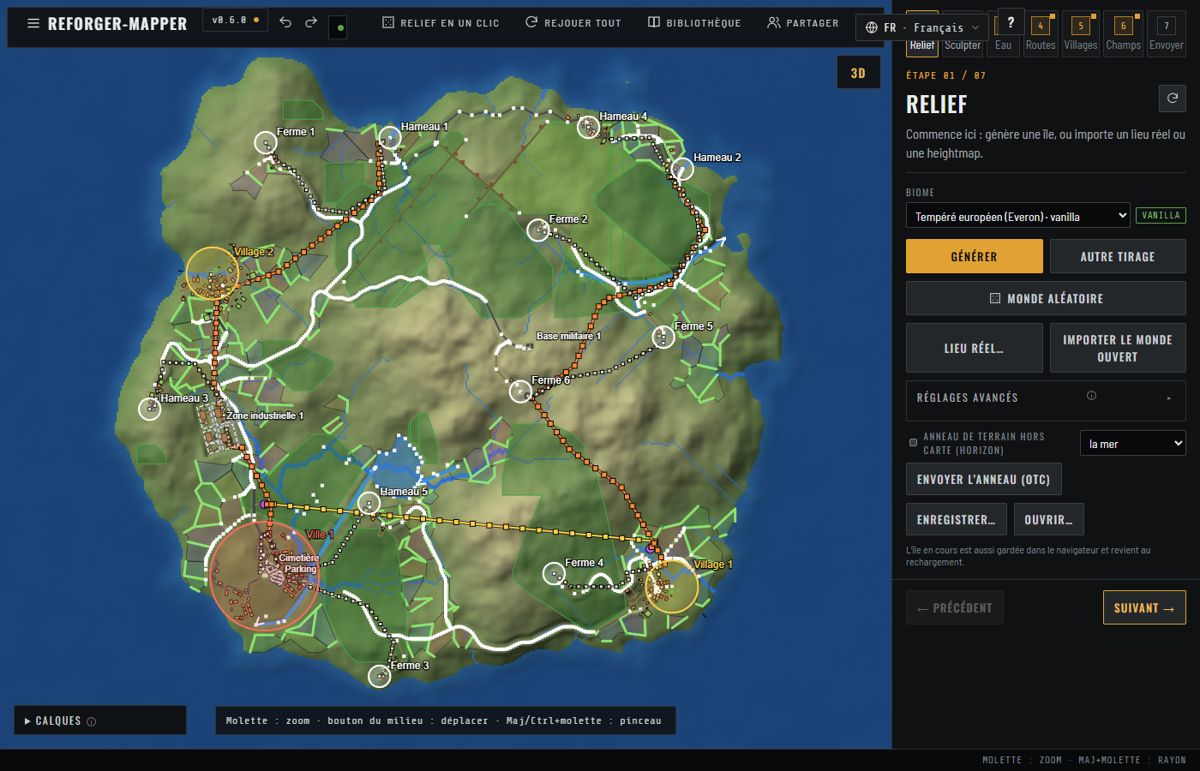 REFORGER-MAPPER
v0.5.0
RELIEF EN UN CLIC
REJOUER TOUT
BIBLIOTHÈQUE
PARTAGER
FR · Français
?
4
5
6
7
Relief
Sculpter
Eau
Routes
Villages
Champs
Envoyer
3D
ÉTAPE 01 / 07
RELIEF
Commence ici : génère une île, ou importe un lieu réel ou
une heightmap.
BIOME
Tempéré européen (Everon) · vanilla
VANILLA
GÉNÉRER
AUTRE TIRAGE
MONDE ALÉATOIRE
LIEU RÉEL…
IMPORTER LE MONDE
OUVERT
RÉGLAGES AVANCÉS
ANNEAU DE TERRAIN HORS
CARTE (HORIZON)
la mer
ENVOYER L'ANNEAU (OTC)
ENREGISTRER…
OUVRIR…
L'île en cours est aussi gardée dans le navigateur et revient au
rechargement.
← PRÉCÉDENT
SUIVANT →
Ferme 1
Hameau 1
Hameau 4
Hameau 2
Ferme 2
Village 2
Base militaire 1
Ferme 5
Ferme 6
Hameau 3
Zone industrielle 1
Hameau 5
Ville 1
Cimetière
Parking
Ferme 4
Village 1
Ferme 3
CALQUES
Molette : zoom · bouton du milieu : déplacer · Maj/Ctrl+molette : pinceau
MOLETTE : ZOOM · MAJ+MOLETTE : RAYON